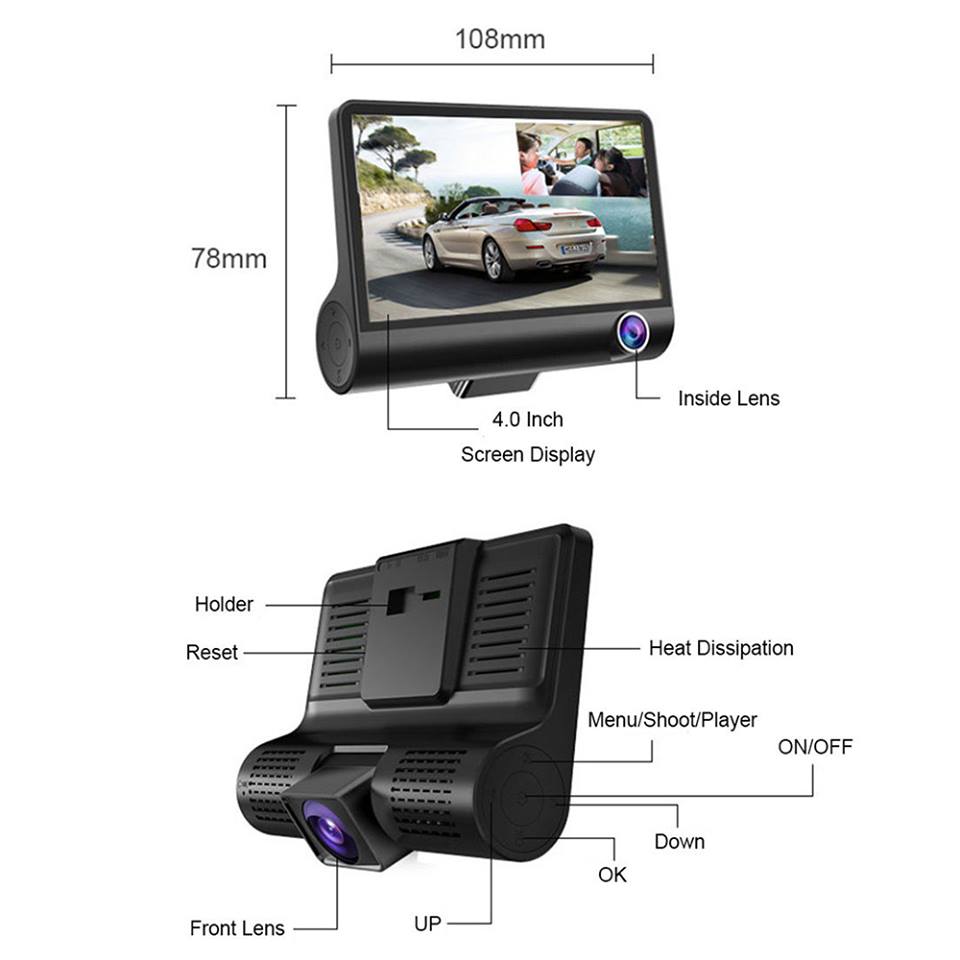 108mm
78mm
Inside Lens
4.0 Inch
Screen Display
Holder
Reset
Heat Dissipation
Menu/Shoot/Player
ON/OFF
Down
OK
UP
Front Lens